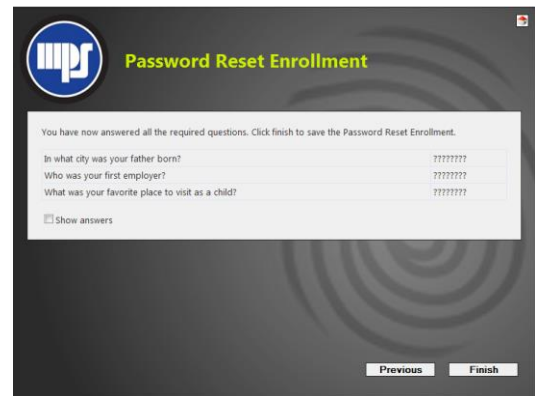 mps
Password Reset Enrollment
You have now answered all the required questions. Click finish to save the Password Reset Enrollment.
In what city was your father born? ????????
Who was your first employer? ????????
What was your favorite place to visit as a child? ????????
Show answers
Previous Finish